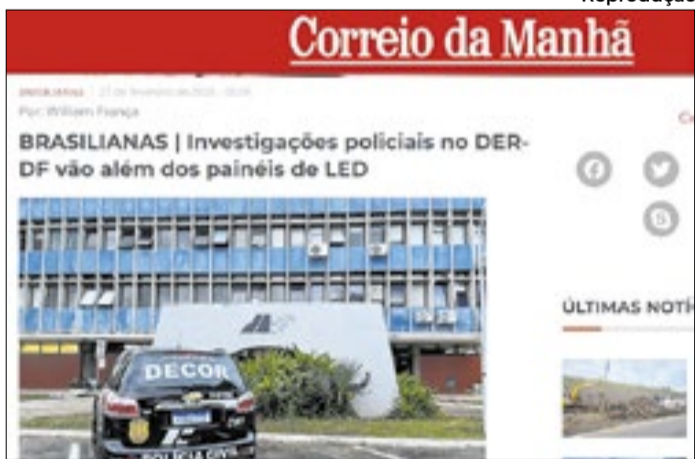 Reprodução
Correio da Manhã
Por: William França
BRASILIANAS | Investigações policiais no DER-
DF vão além dos painéis de LED
ÚLTIMAS NOTÍ
DECOR
POLÍCIA CIVIL